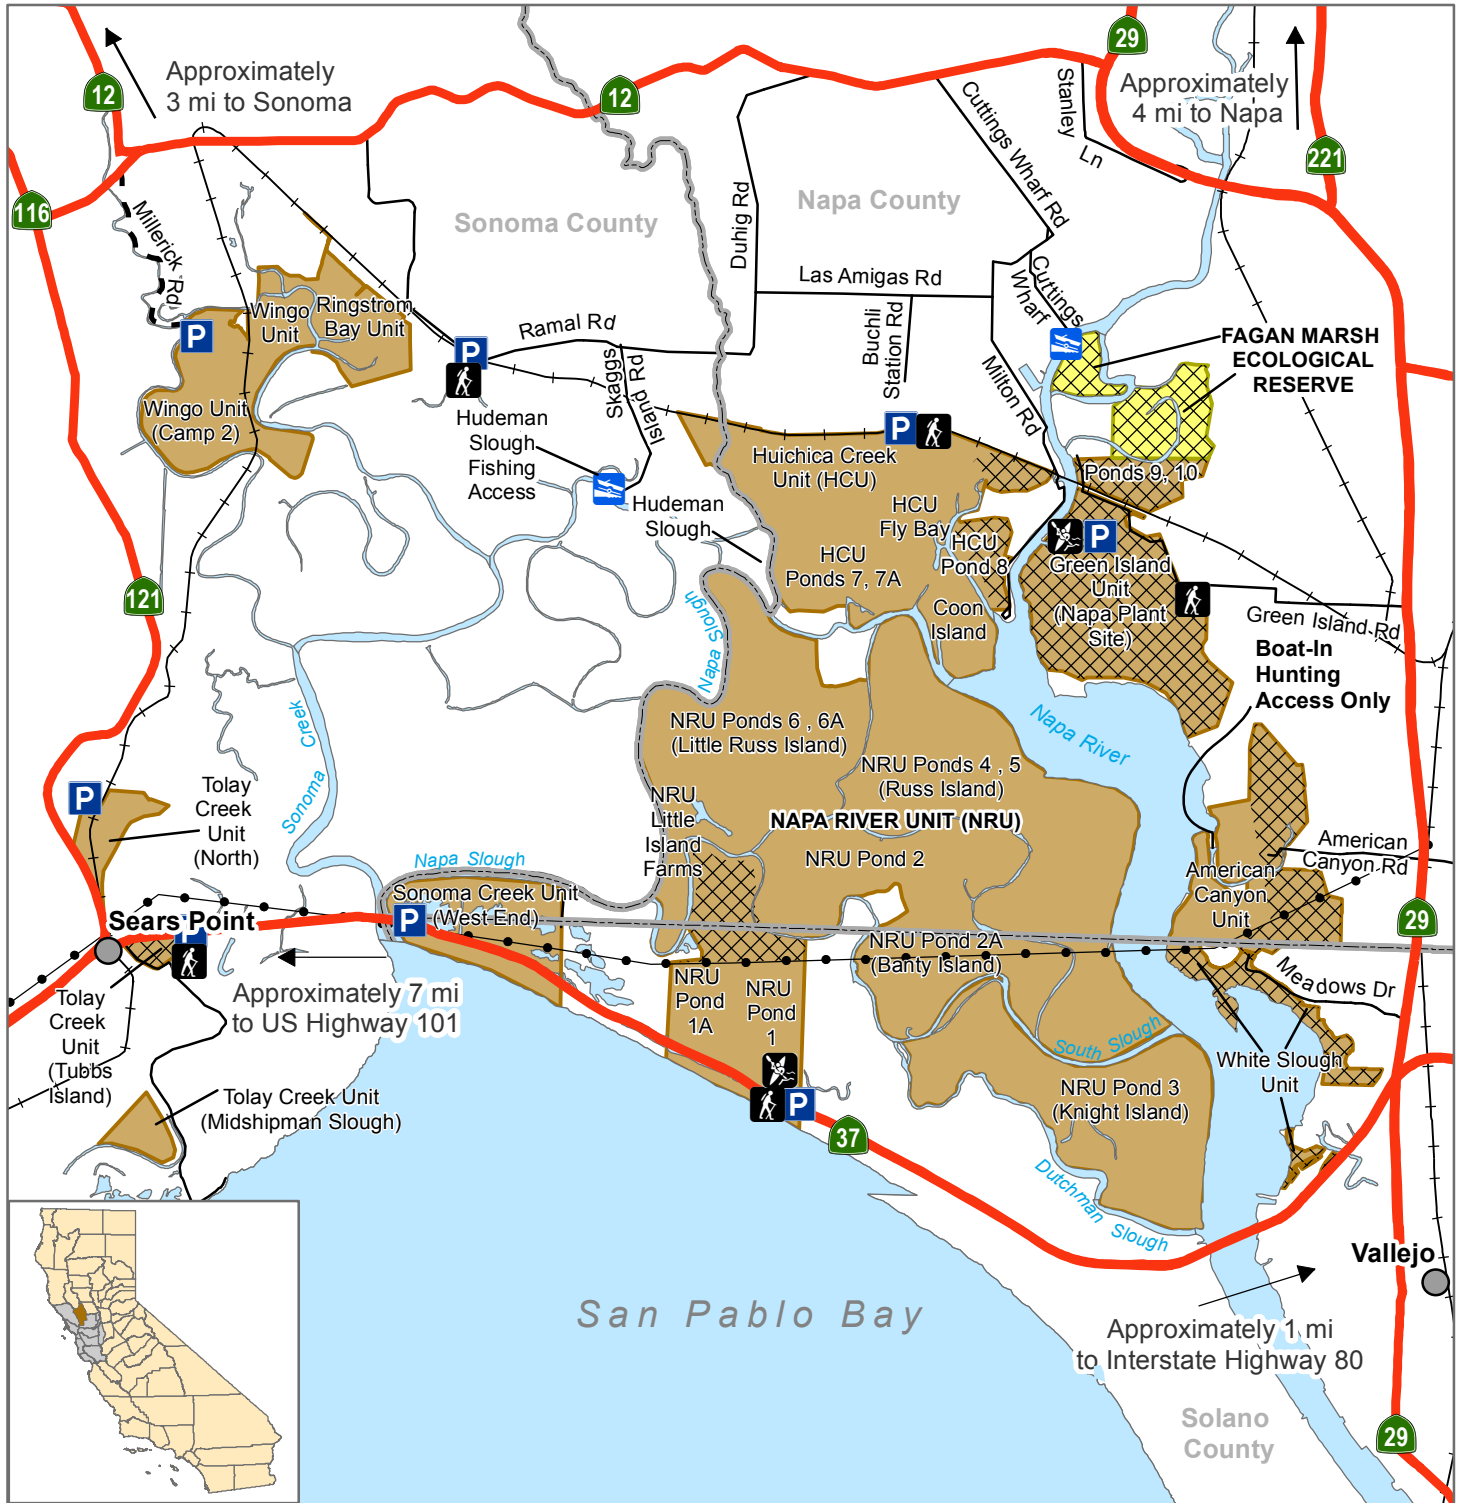 29
12
Approximately
3 mi to Sonoma
12
Stanley
Ln
Approximately
4 mi to Napa
221
116
Millerick Rd
Sonoma County
Napa County
Duhig Rd
Cuttings Wharf Rd
Las Amigas Rd
Cuttings
Wharf
Buchli
Station Rd
Milton Rd
Wingo
Unit
Ringstrom
Bay Unit
P
P
Ramal Rd
Skaggs
Island Rd
FAGAN MARSH
ECOLOGICAL
RESERVE
Wingo Unit
(Camp 2)
Hudeman
Slough
Fishing
Access
P
Huichica Creek
Unit (HCU)
Ponds 9, 10
Hudeman
Slough
HCU
Fly Bay
HCU
Pond 8
P
HCU
Ponds 7, 7A
Green Island
Unit
(Napa Plant
Site)
Coon
Island
121
Green Island Rd
Napa Slough
Boat-In
Hunting
Access Only
Sonoma Creek
NRU Ponds 6 , 6A
(Little Russ Island)
Napa River
NRU Ponds 4 , 5
(Russ Island)
P
Tolay
Creek
Unit
(North)
NRU
Little
Island
Farms
NAPA RIVER UNIT (NRU)
NRU Pond 2
American
Canyon Rd
American
Canyon
Unit
Napa Slough
Sonoma Creek Unit
(West End)
P
Sears Point
P
29
NRU Pond 2A
(Banty Island)
Approximately 7 mi
to US Highway 101
NRU
Pond
1A
NRU
Pond
1
Meadows Dr
Tolay
Creek
Unit
(Tubbs
Island)
South Slough
White Slough
Unit
Tolay Creek Unit
(Midshipman Slough)
NRU Pond 3
(Knight Island)
P
37
Dutchman Slough
Vallejo
San Pablo Bay
Approximately 1 mi
to Interstate Highway 80
Solano
County
29